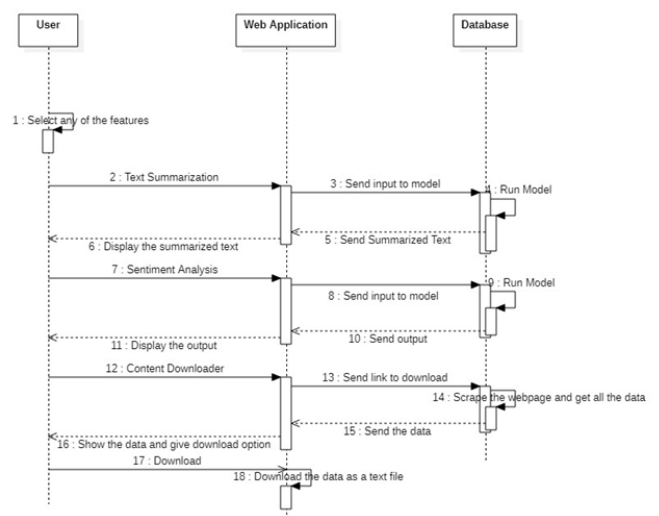 User
Web Application
Database
1 : Select any of the features
2 : Text Summarization
3 : Send input to model
4 : Run Model
5 : Send Summarized Text
6 : Display the summarized text
7 : Sentiment Analysis
8 : Send input to model
9 : Run Model
10 : Send output
11 : Display the output
12 : Content Downloader
13 : Send link to download
14 : Scrape the webpage and get all the data
15 : Send the data
16 : Show the data and give download option
17 : Download
18 : Download the data as a text file